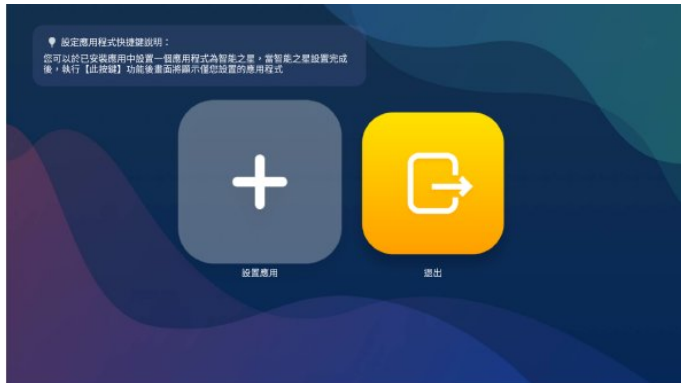 設定應用程式快捷鍵說明：
您可以於已安裝應用中設置一個應用程式為智能之星，當智能之星設置完成
後，執行【此按鍵】功能後畫面將顯示僅您設置的應用程式
設置應用
退出